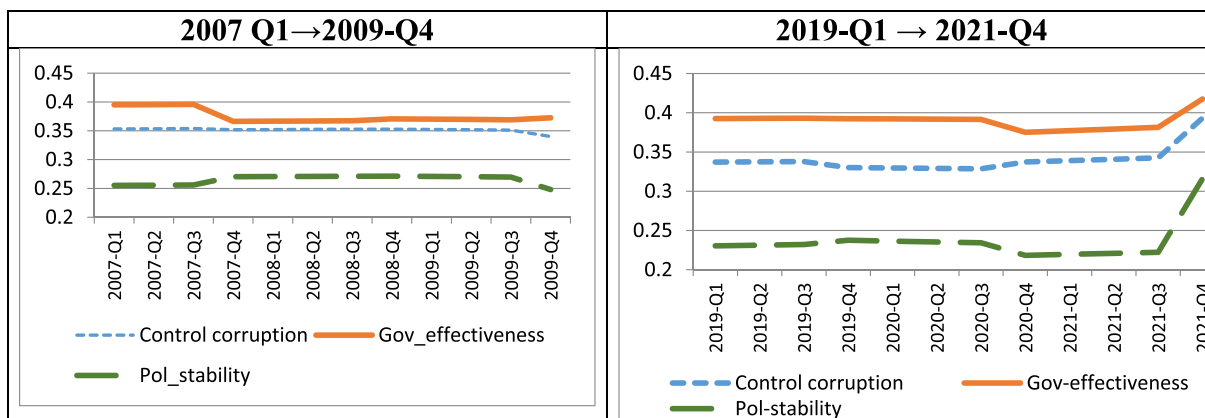 2007 Q1→2009-Q4
2019-Q1 → 2021-Q4
0.45
0.4
0.35
0.3
0.25
0.2
2007-Q1
2007-Q2
2007-Q3
2007-Q4
2008-Q1
2008-Q2
2008-Q3
2008-Q4
2009-Q1
2009-Q2
2009-Q3
2009-Q4
Control corruption
Gov_effectiveness
Pol_stability
0.45
0.4
0.35
0.3
0.25
0.2
2019-Q1
2019-Q2
2019-Q3
2019-Q4
2020-Q1
2020-Q2
2020-Q3
2020-Q4
2021-Q1
2021-Q2
2021-Q3
2021-Q4
Control corruption
Gov-effectiveness
Pol-stability